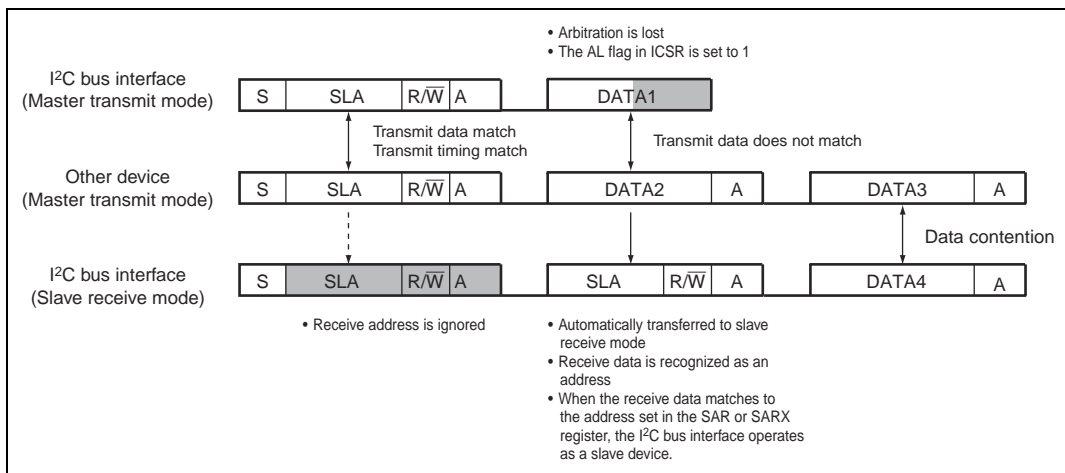 • Arbitration is lost
• The AL flag in ICSR is set to 1
I²C bus interface
(Master transmit mode)
S SLA R/W̅ A DATA1
Transmit data match
Transmit timing match
Transmit data does not match
Other device
(Master transmit mode)
S SLA R/W̅ A DATA2 A DATA3 A
Data contention
I²C bus interface
(Slave receive mode)
S SLA R/W̅ A SLA R/W̅ A DATA4 A
• Receive address is ignored
• Automatically transferred to slave
receive mode
• Receive data is recognized as an
address
• When the receive data matches to
the address set in the SAR or SARX
register, the I²C bus interface operates
as a slave device.